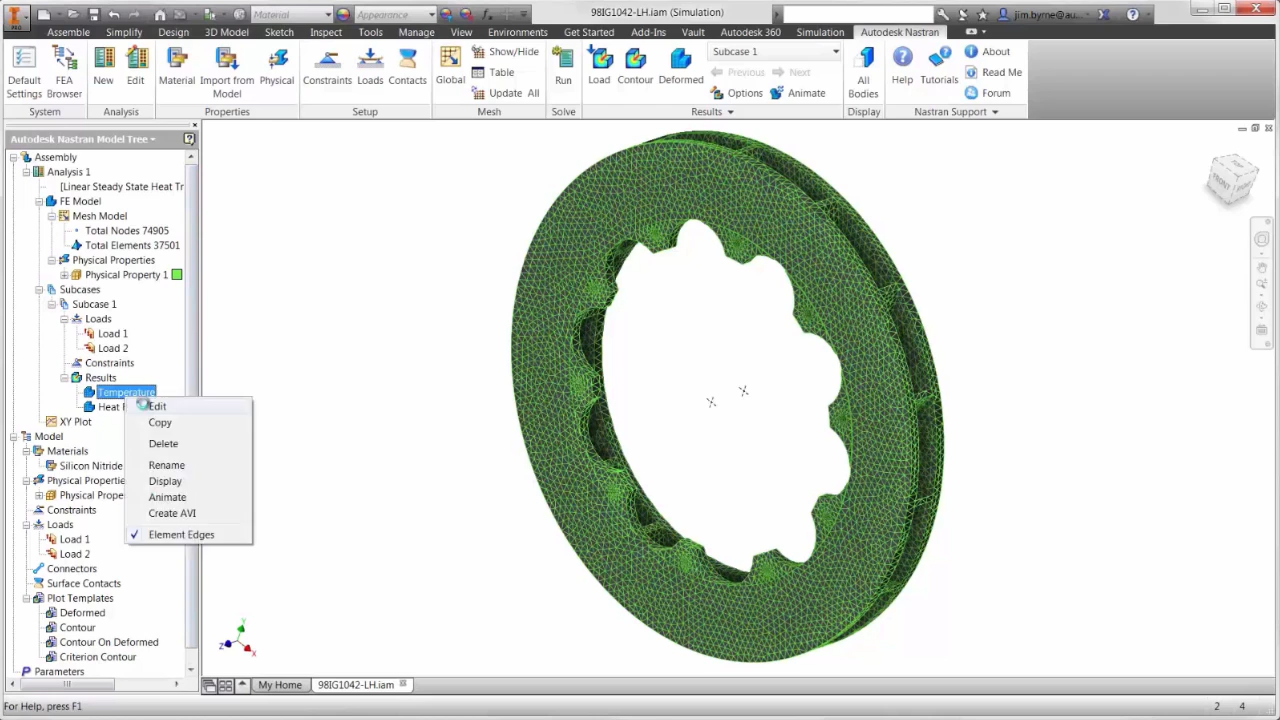 Material
Appearance
98IG1042-LH.iam (Simulation)
jim.byrne@au...
Assemble Simplify Design 3D Model Sketch Inspect Tools Manage View Environments Get Started Add-Ins Vault Autodesk 360 Simulation Autodesk Nastran
Default Settings
FEA Browser
New
Edit
Material
Import from Model
Physical
Constraints
Loads
Contacts
Global
Show/Hide
Table
Update All
Run
Load
Contour
Deformed
Subcase 1
Previous
Next
Options
Animate
All Bodies
Help
Tutorials
About
Read Me
Forum
System
Analysis
Properties
Setup
Mesh
Solve
Results
Display
Nastran Support
Autodesk Nastran Model Tree
Assembly
Analysis 1
[Linear Steady State Heat Tr
FE Model
Mesh Model
Total Nodes 74905
Total Elements 37501
Physical Properties
Physical Property 1
Subcases
Subcase 1
Loads
Load 1
Load 2
Constraints
Results
Temperature
Heat F
XY Plot
Model
Materials
Silicon Nitride
Physical Propertie
Physical Prope
Constraints
Loads
Load 1
Load 2
Connectors
Surface Contacts
Plot Templates
Deformed
Contour
Contour On Deformed
Criterion Contour
Parameters
Edit
Copy
Delete
Rename
Display
Animate
Create AVI
Element Edges
TOP
FRONT
Y
Z
X
My Home
98IG1042-LH.iam
For Help, press F1
2 4